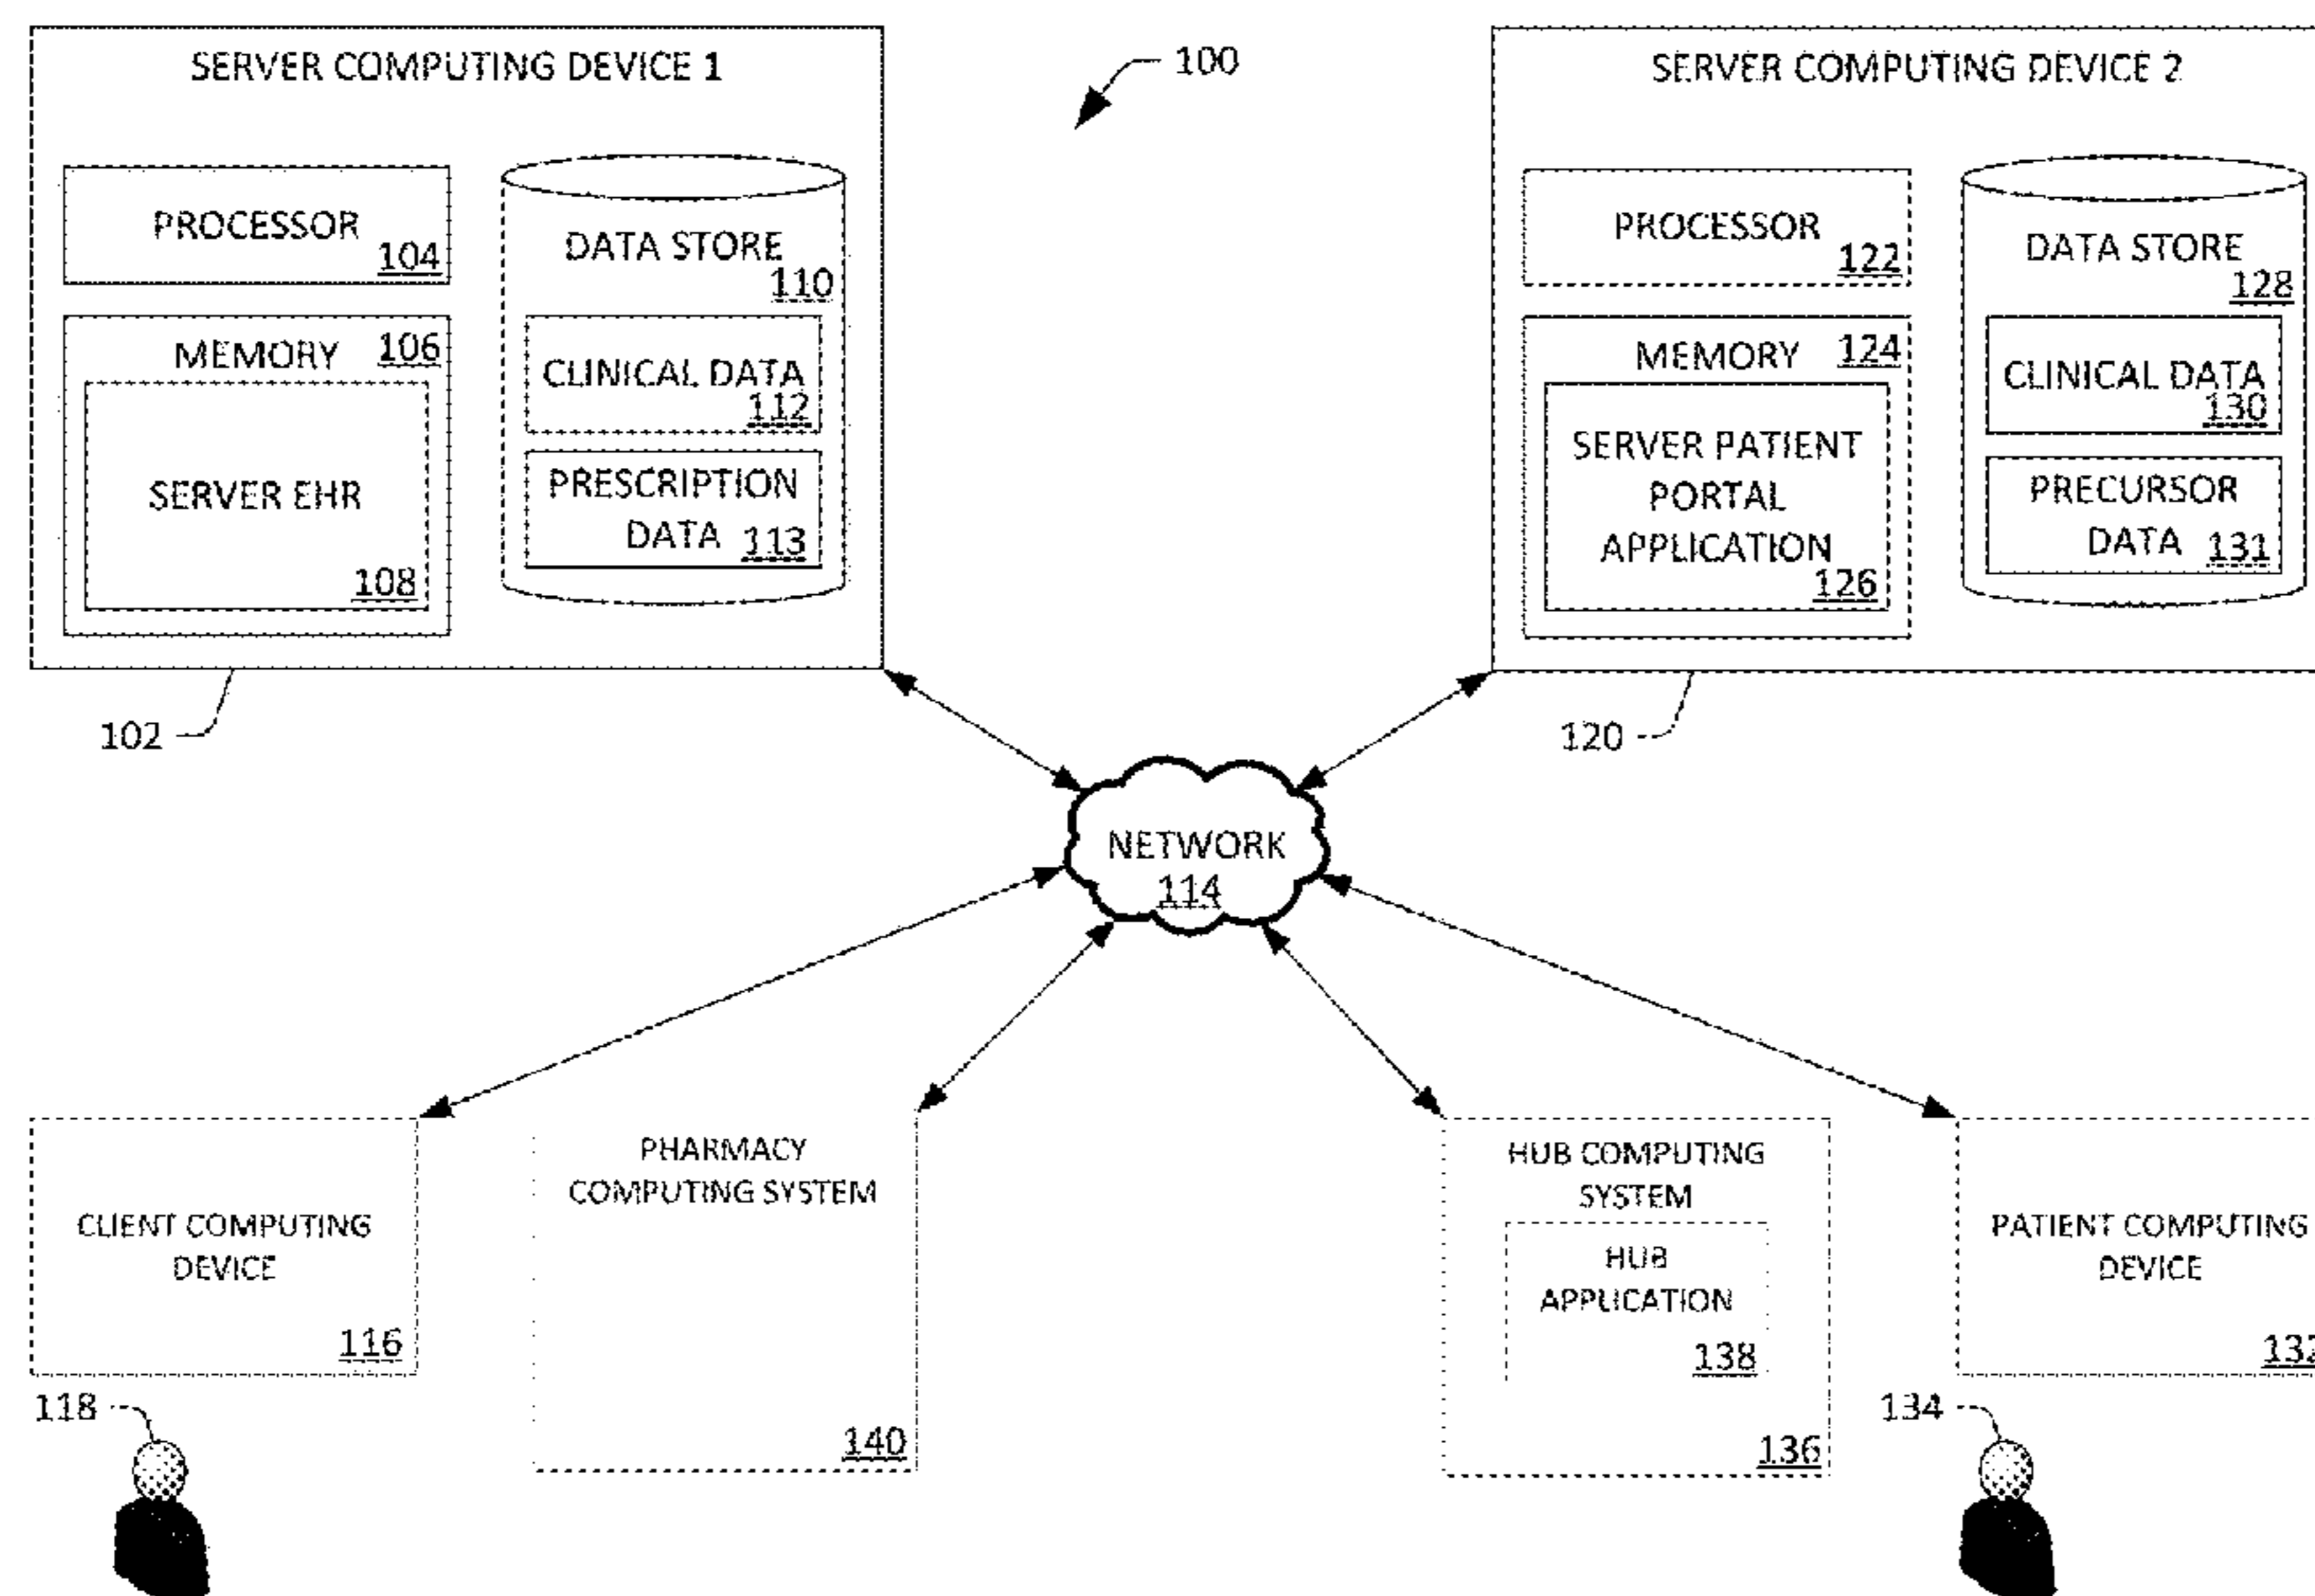 SERVER COMPUTING DEVICE 1
PROCESSOR
104
MEMORY 106
SERVER EHR
108
DATA STORE
110
CLINICAL DATA
112
PRESCRIPTION
DATA 113
102
100
SERVER COMPUTING DEVICE 2
PROCESSOR
122
MEMORY 124
SERVER PATIENT
PORTAL
APPLICATION
126
DATA STORE
128
CLINICAL DATA
130
PRECURSOR
DATA 131
120
NETWORK
114
CLIENT COMPUTING
DEVICE
116
118
PHARMACY
COMPUTING SYSTEM
140
HUB COMPUTING
SYSTEM
HUB
APPLICATION
138
136
PATIENT COMPUTING
DEVICE
132
134